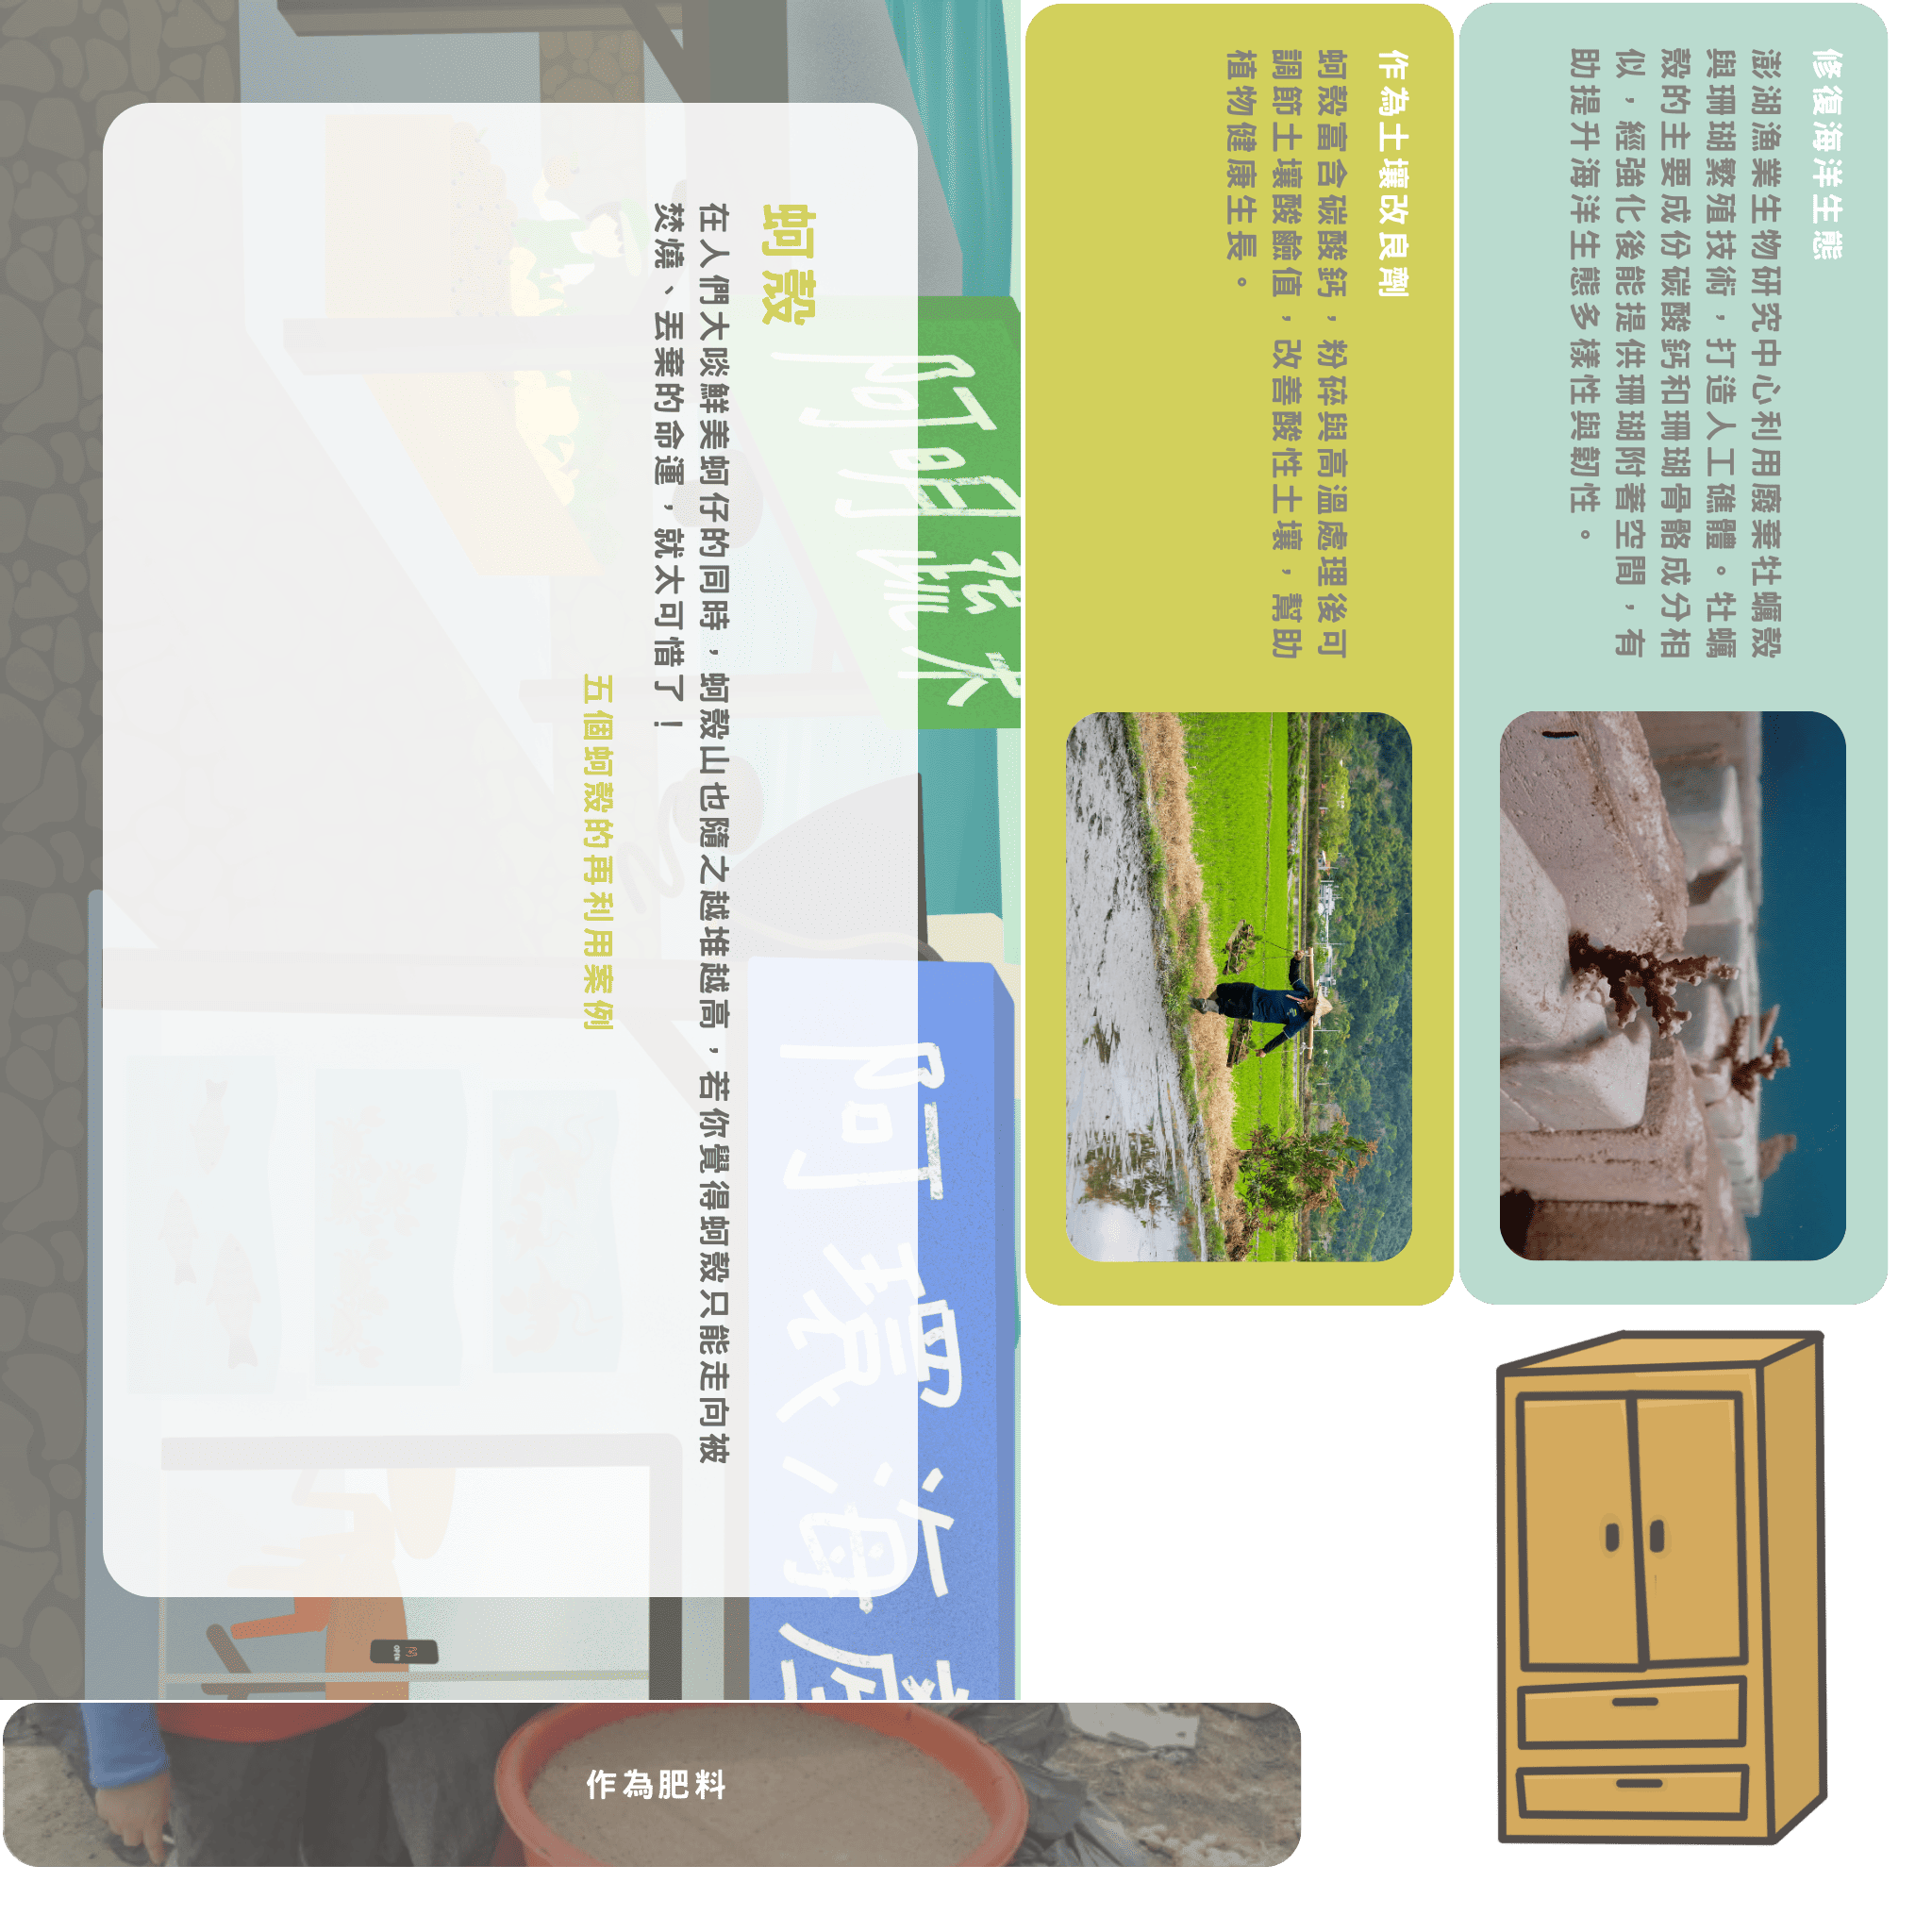 蚵殼
在人們大啖鮮美蚵仔的同時，蚵殼山也隨之越堆越高，若你覺得蚵殼只能走向被
焚燒、丟棄的命運，就太可惜了！
五個蚵殼的再利用案例
作為土壤改良劑
蚵殼富含碳酸鈣，粉碎與高溫處理後可
調節土壤酸鹼值，改善酸性土壤，幫助
植物健康生長。
修復海洋生態
澎湖漁業生物研究中心利用廢棄牡蠣殼
與珊瑚繁殖技術，打造人工礁體。牡蠣
殼的主要成份碳酸鈣和珊瑚骨骼成分相
似，經強化後能提供珊瑚附著空間，有
助提升海洋生態多樣性與韌性。
阿明
阿環海產
OPEN
作為肥料